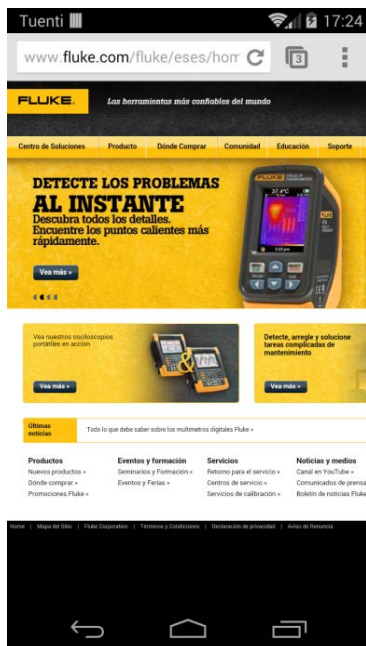 Tuenti 17:24
www.fluke.com/fluke/eses/hom
3
FLUKE.
Las herramientas más confiables del mundo
Centro de Soluciones Producto Dónde Comprar Comunidad Educación Soporte
DETECTE LOS PROBLEMAS
AL INSTANTE
Descubra todos los detalles.
Encuentre los puntos calientes más
rápidamente.
Vea más »
FLUKE
37.4°C
Vea nuestros osciloscopios
portátiles en acción
Vea más »
&
Detecte, arregle y solucione
tareas complicadas de
mantenimiento
Vea más »
Últimas
noticias
Todo lo que debe saber sobre los multímetros digitales Fluke »
Productos
Nuevos productos »
Dónde comprar »
Promociones Fluke »
Eventos y formación
Seminarios y Formación »
Eventos y Ferias »
Servicios
Retorno para el servicio »
Centros de servicio »
Servicios de calibración »
Noticias y medios
Canal en YouTube »
Comunicados de prensa
Boletín de noticias Fluke
Home | Mapa del Sitio | Fluke Corporation | Términos y Condiciones | Declaración de privacidad | Aviso de Renuncia